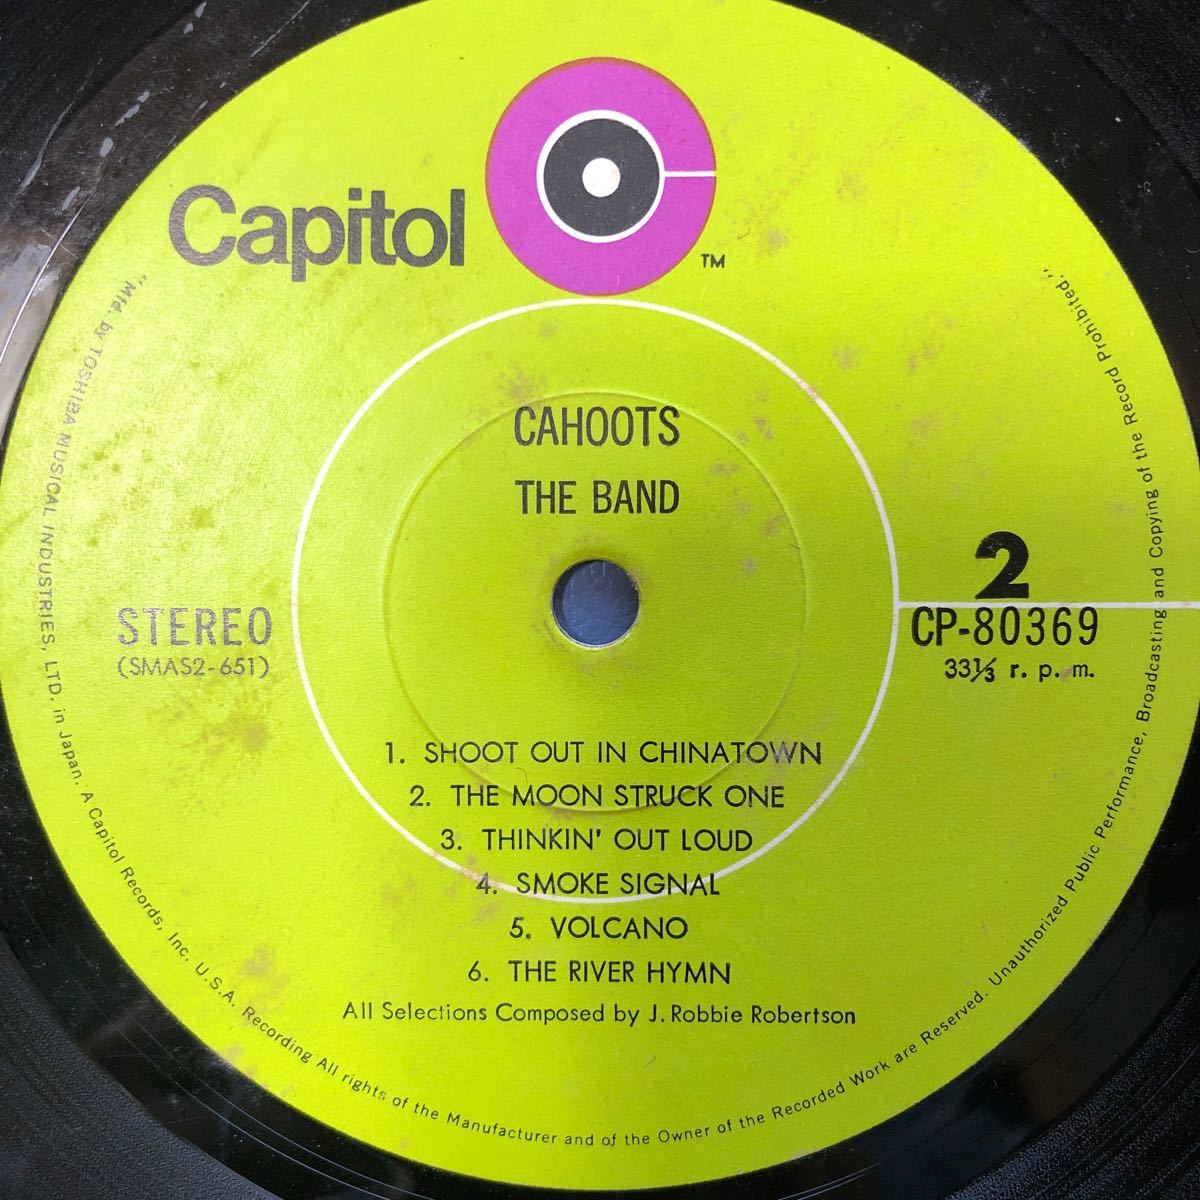 Capitol
TM
CAHOOTS
THE BAND
2
STEREO
CP-80369
(SMAS2-651)
33⅓ r. p. m.
1. SHOOT OUT IN CHINATOWN
2. THE MOON STRUCK ONE
3. THINKIN' OUT LOUD
4. SMOKE SIGNAL
5. VOLCANO
6. THE RIVER HYMN
All Selections Composed by J. Robbie Robertson
"Mfd. by TOSHIBA MUSICAL INDUSTRIES, LTD. in Japan. A Capitol Records, Inc. U.S.A. Recording All rights of the Manufacturer and of the Owner of the Recorded Work are Reserved. Unauthorized Public Performance, Broadcasting and Copying of the Record Prohibited."